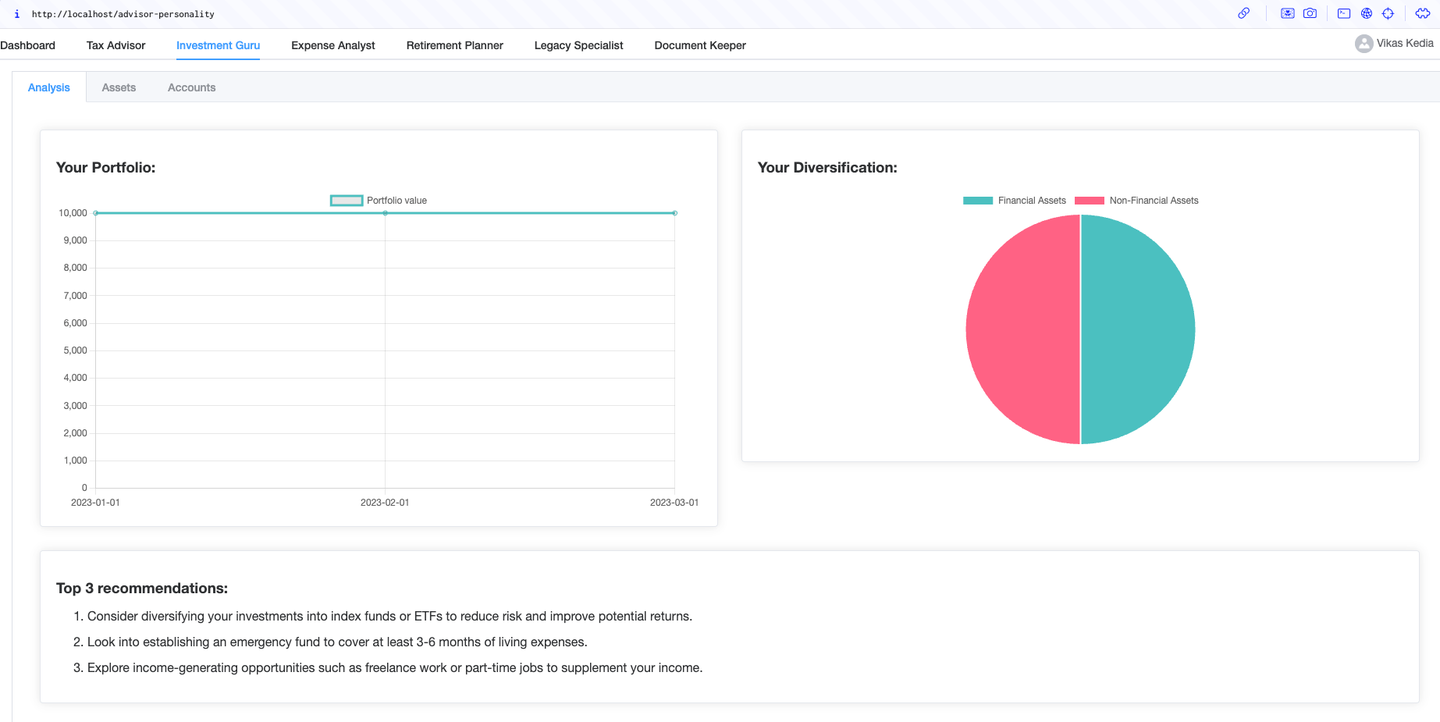 i http://localhost/advisor-personality
Dashboard Tax Advisor Investment Guru Expense Analyst Retirement Planner Legacy Specialist Document Keeper Vikas Kedia
Analysis Assets Accounts
Your Portfolio:
Portfolio value
10,000
9,000
8,000
7,000
6,000
5,000
4,000
3,000
2,000
1,000
0
2023-01-01 2023-02-01 2023-03-01
Your Diversification:
Financial Assets Non-Financial Assets
Top 3 recommendations:
1. Consider diversifying your investments into index funds or ETFs to reduce risk and improve potential returns.
2. Look into establishing an emergency fund to cover at least 3-6 months of living expenses.
3. Explore income-generating opportunities such as freelance work or part-time jobs to supplement your income.